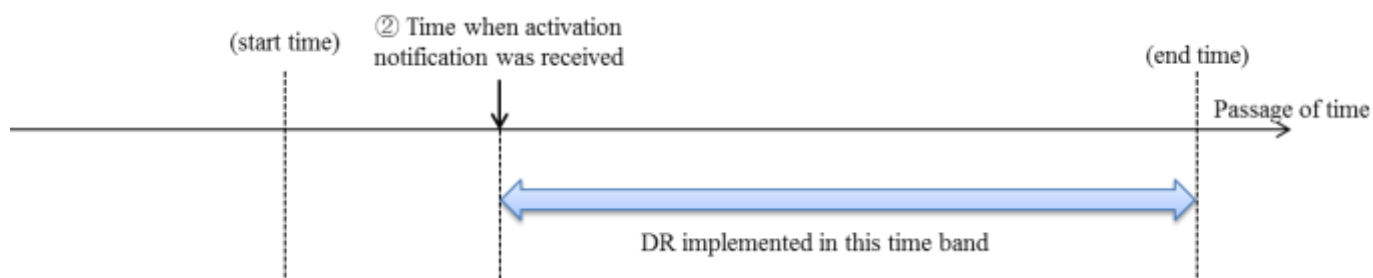 (start time)
② Time when activation
notification was received
(end time)
Passage of time
DR implemented in this time band